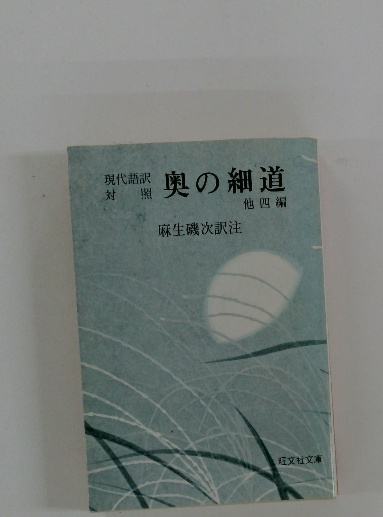 現代語訳
対照
奥の細道
他四編
麻生磯次訳注
旺文社文庫